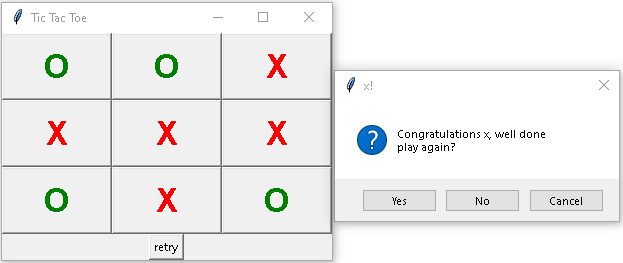 Tic Tac Toe
O O X
X X X
O X O
retry
x!
Congratulations x, well done
play again?
Yes No Cancel